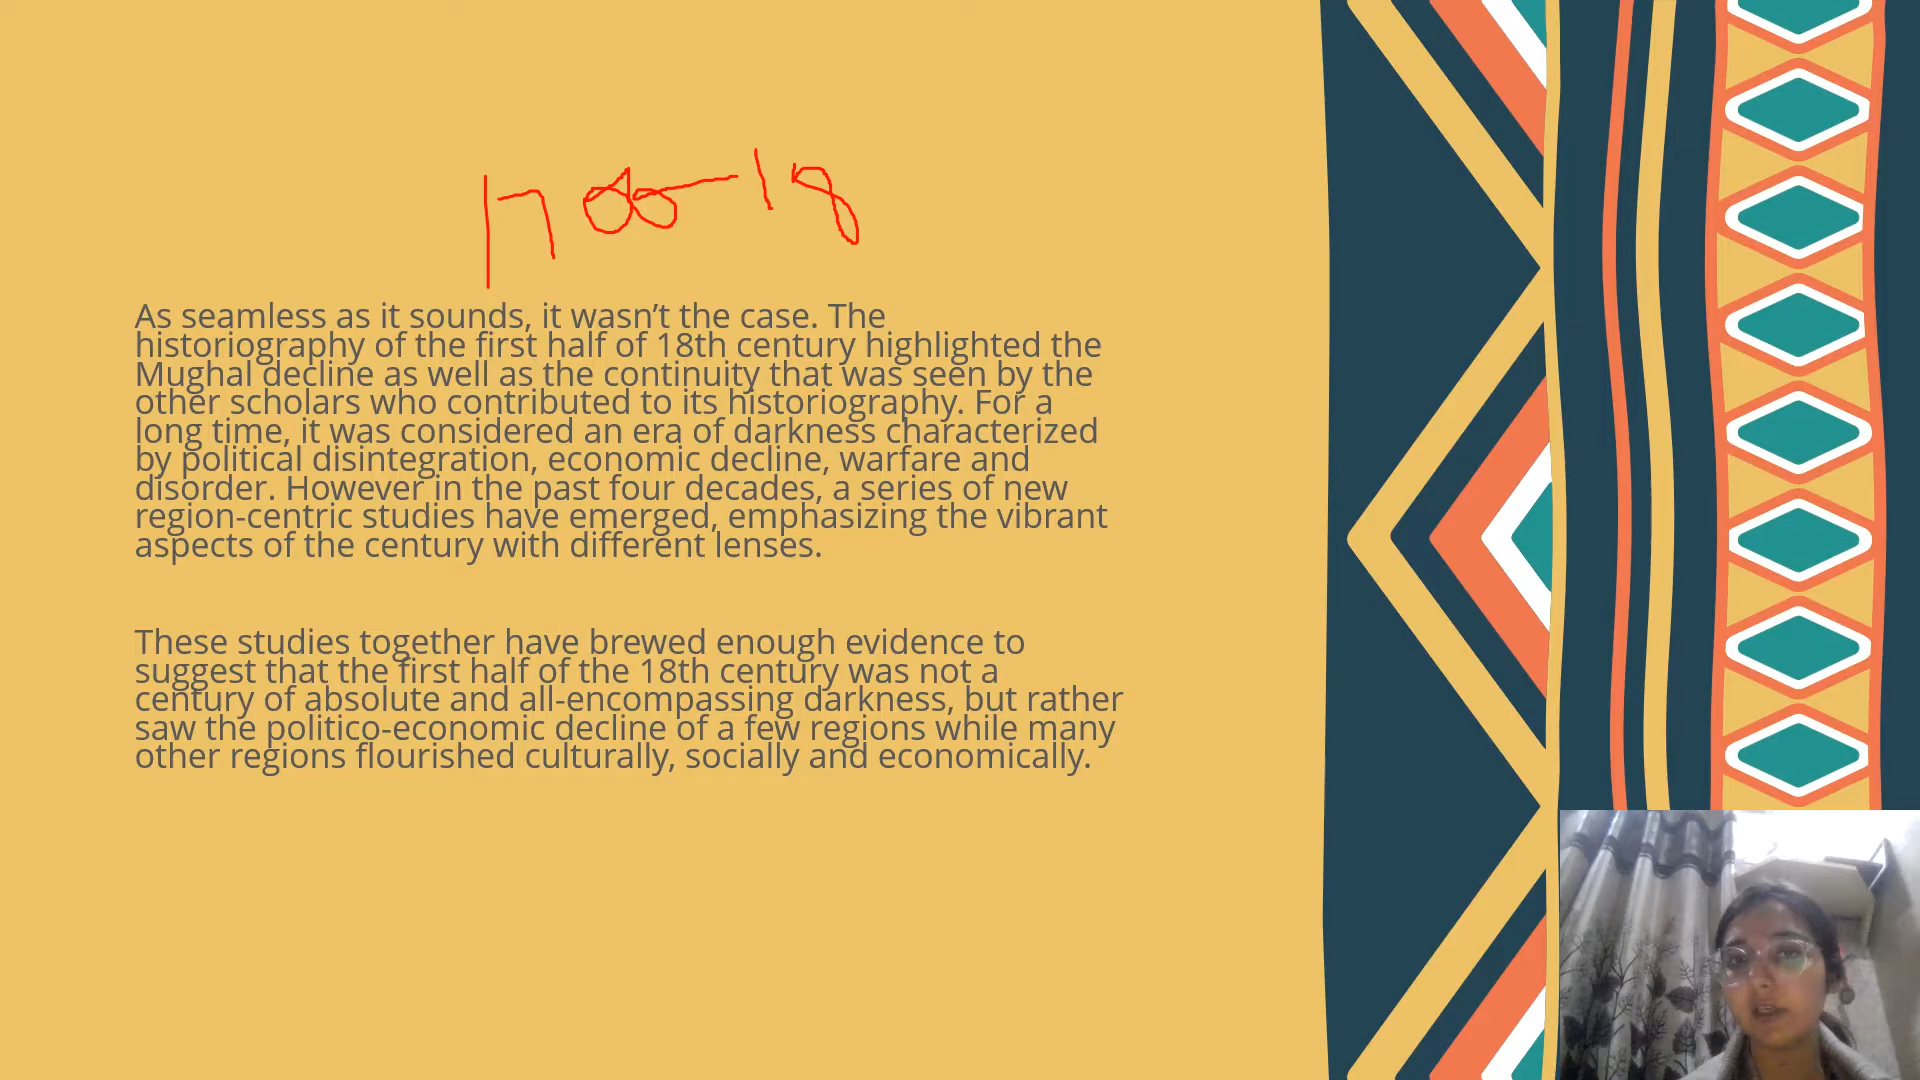 1700-18
As seamless as it sounds, it wasn’t the case. The
historiography of the first half of 18th century highlighted the
Mughal decline as well as the continuity that was seen by the
other scholars who contributed to its historiography. For a
long time, it was considered an era of darkness characterized
by political disintegration, economic decline, warfare and
disorder. However in the past four decades, a series of new
region-centric studies have emerged, emphasizing the vibrant
aspects of the century with different lenses.
These studies together have brewed enough evidence to
suggest that the first half of the 18th century was not a
century of absolute and all-encompassing darkness, but rather
saw the politico-economic decline of a few regions while many
other regions flourished culturally, socially and economically.